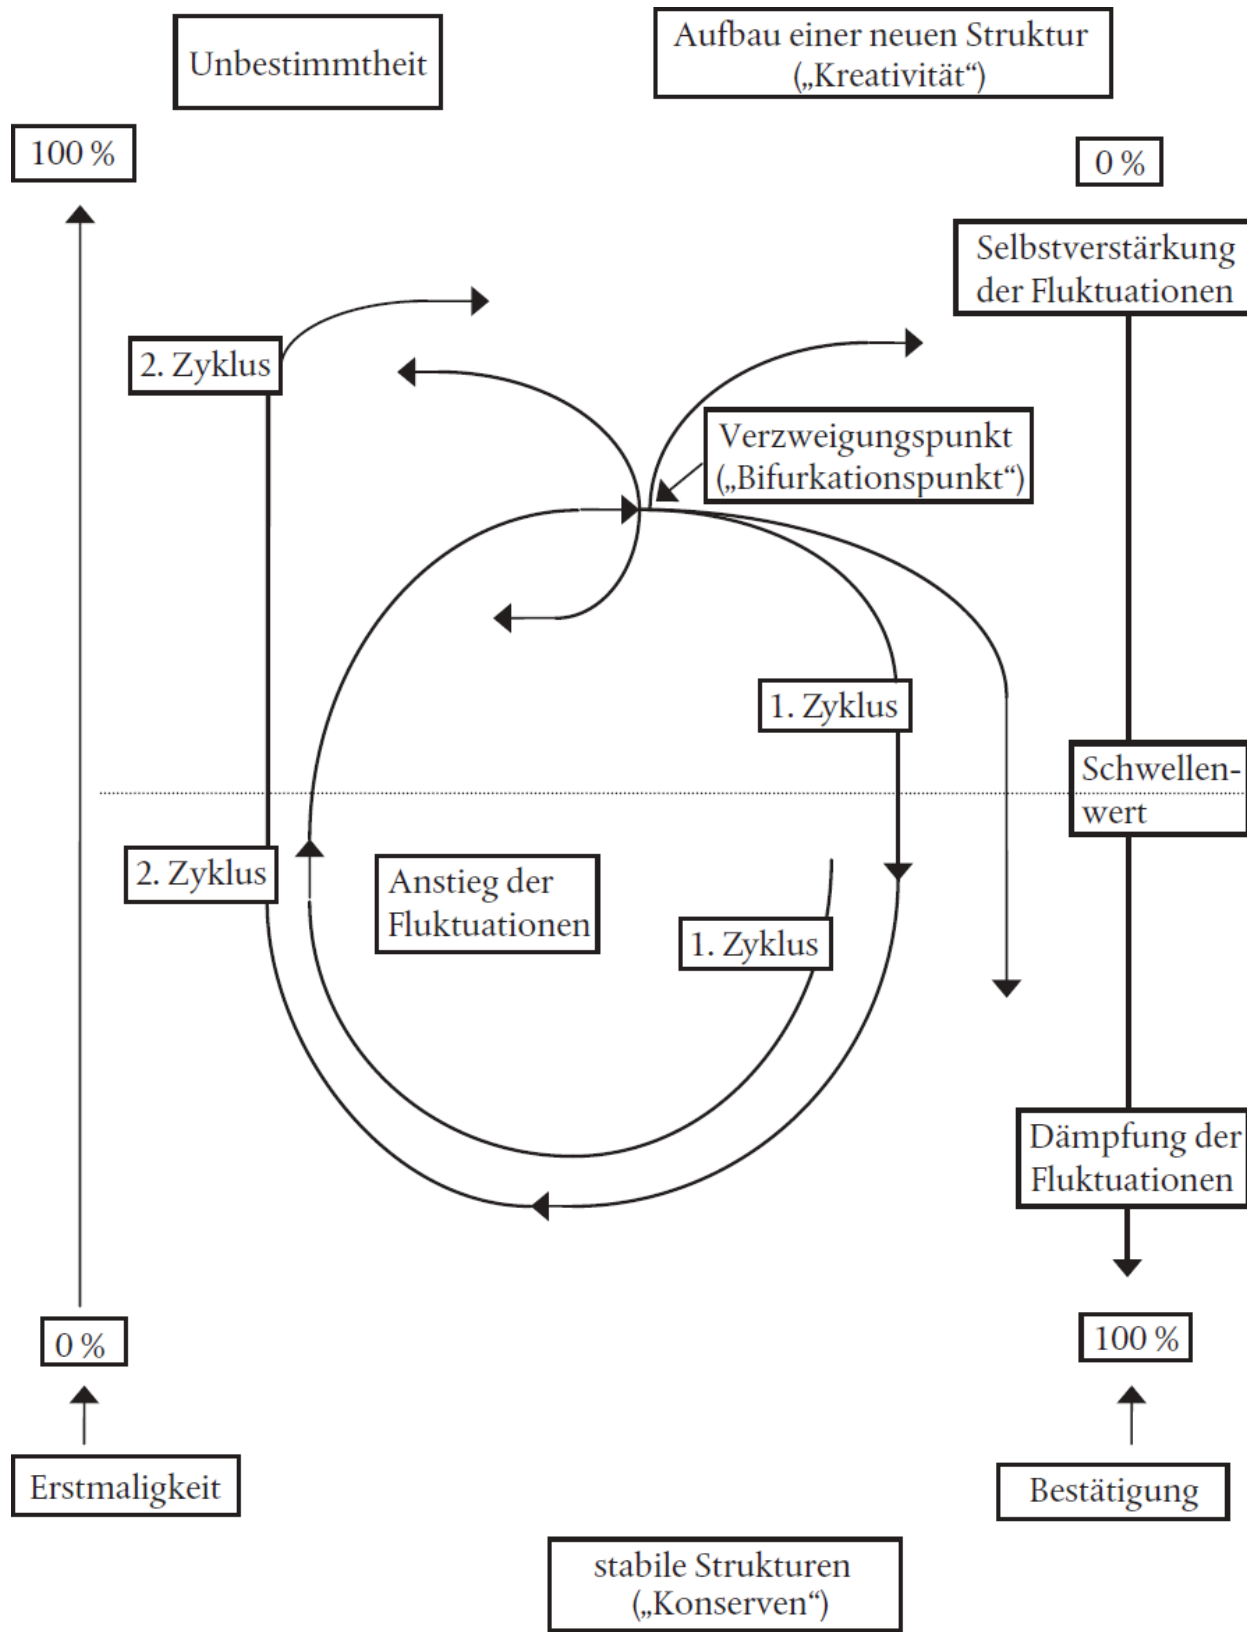 Unbestimmtheit
Aufbau einer neuen Struktur
(„Kreativität“)
100 %
0 %
Selbstverstärkung
der Fluktuationen
2. Zyklus
Verzweigungspunkt
(„Bifurkationspunkt“)
1. Zyklus
Schwellen-
wert
2. Zyklus
Anstieg der
Fluktuationen
1. Zyklus
Dämpfung der
Fluktuationen
0 %
100 %
Erstmaligkeit
Bestätigung
stabile Strukturen
(„Konserven“)